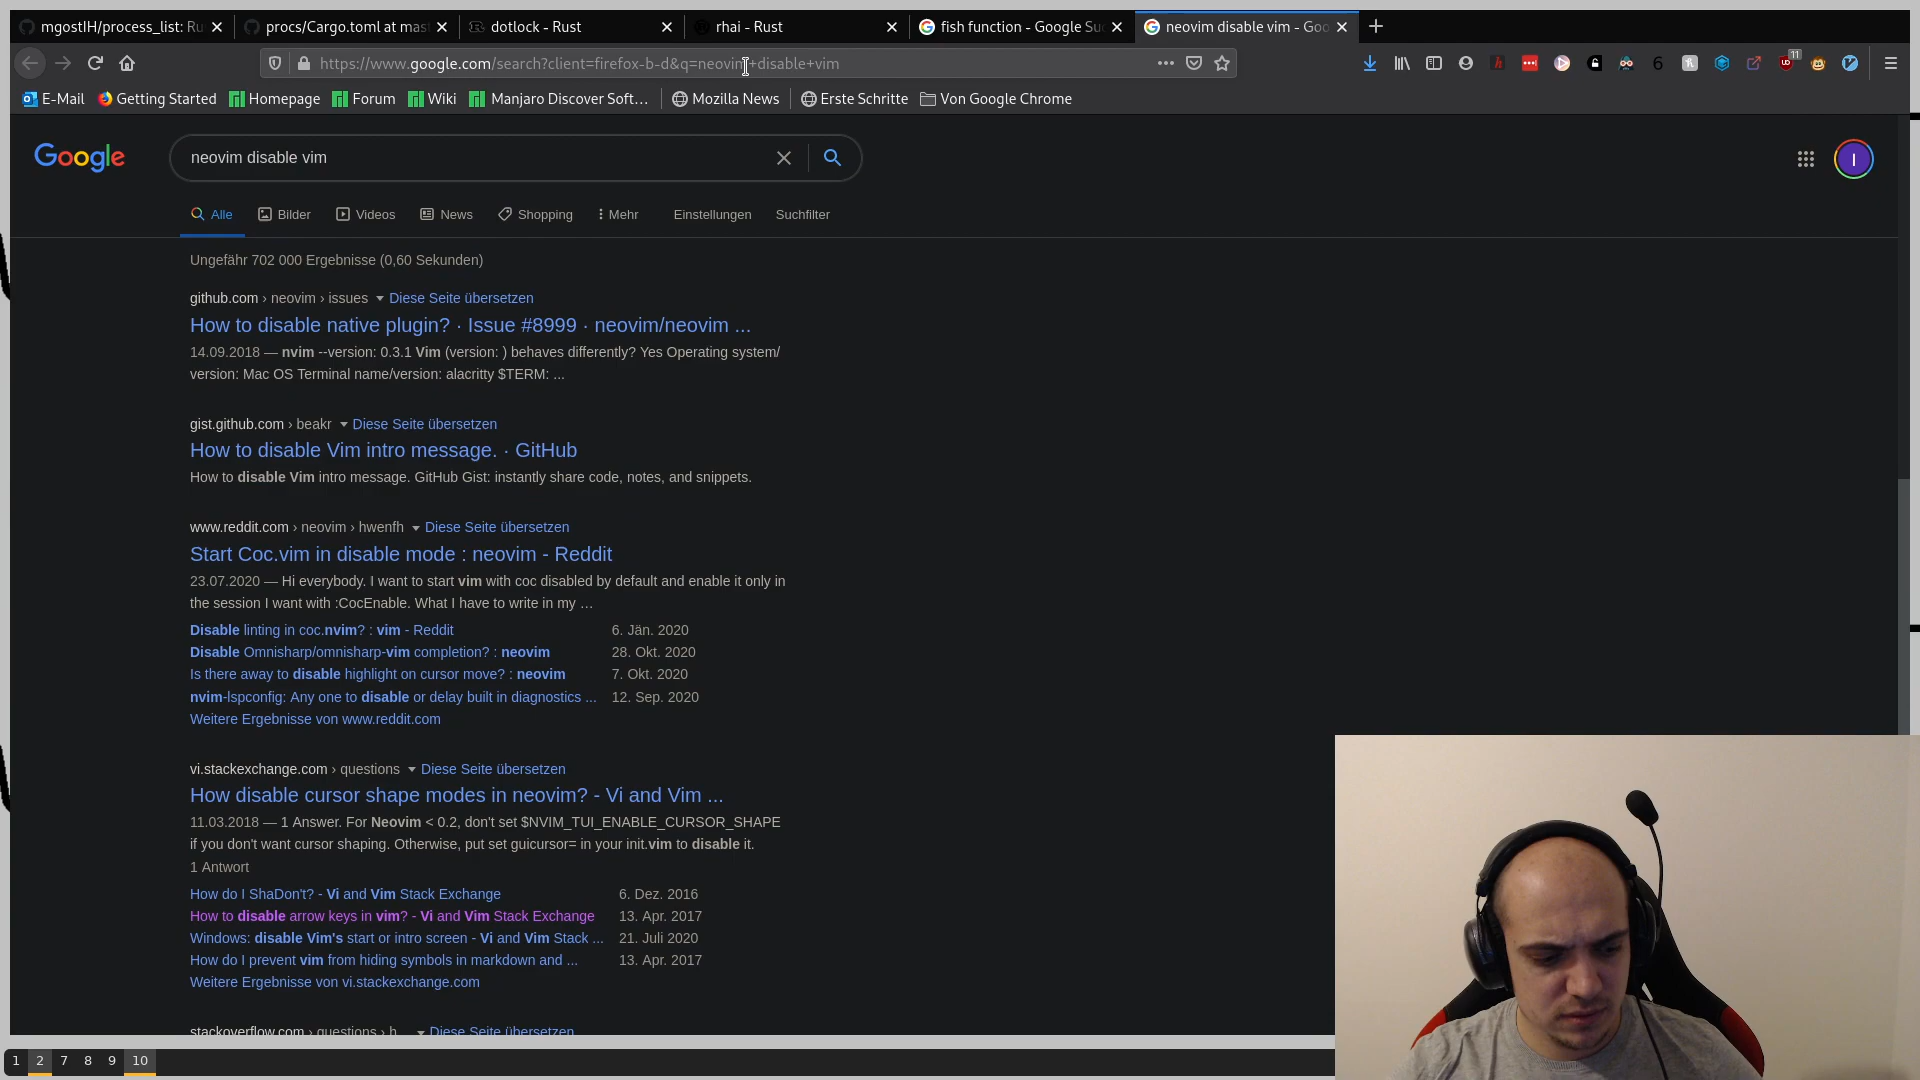 mgostIH/process_list: Ru
procs/Cargo.toml at mas
dotlock - Rust
rhai - Rust
fish function - Google Su
neovim disable vim - Goo
https://www.google.com/search?client=firefox-b-d&q=neovim+disable+vim
11
E-Mail
Getting Started
Homepage
Forum
Wiki
Manjaro Discover Soft…
Mozilla News
Erste Schritte
Von Google Chrome
Google
neovim disable vim
I
Alle
Bilder
Videos
News
Shopping
Mehr
Einstellungen
Suchfilter
Ungefähr 702 000 Ergebnisse (0,60 Sekunden)
github.com › neovim › issues Diese Seite übersetzen
How to disable native plugin? · Issue #8999 · neovim/neovim ...
14.09.2018 — nvim --version: 0.3.1 Vim (version: ) behaves differently? Yes Operating system/
version: Mac OS Terminal name/version: alacritty $TERM: ...
gist.github.com › beakr Diese Seite übersetzen
How to disable Vim intro message. · GitHub
How to disable Vim intro message. GitHub Gist: instantly share code, notes, and snippets.
www.reddit.com › neovim › hwenfh Diese Seite übersetzen
Start Coc.vim in disable mode : neovim - Reddit
23.07.2020 — Hi everybody. I want to start vim with coc disabled by default and enable it only in
the session I want with :CocEnable. What I have to write in my …
Disable linting in coc.nvim? : vim - Reddit 6. Jän. 2020
Disable Omnisharp/omnisharp-vim completion? : neovim 28. Okt. 2020
Is there away to disable highlight on cursor move? : neovim 7. Okt. 2020
nvim-lspconfig: Any one to disable or delay built in diagnostics ... 12. Sep. 2020
Weitere Ergebnisse von www.reddit.com
vi.stackexchange.com › questions Diese Seite übersetzen
How disable cursor shape modes in neovim? - Vi and Vim ...
11.03.2018 — 1 Answer. For Neovim < 0.2, don't set $NVIM_TUI_ENABLE_CURSOR_SHAPE
if you don't want cursor shaping. Otherwise, put set guicursor= in your init.vim to disable it.
1 Antwort
How do I ShaDon't? - Vi and Vim Stack Exchange 6. Dez. 2016
How to disable arrow keys in vim? - Vi and Vim Stack Exchange 13. Apr. 2017
Windows: disable Vim's start or intro screen - Vi and Vim Stack ... 21. Juli 2020
How do I prevent vim from hiding symbols in markdown and ... 13. Apr. 2017
Weitere Ergebnisse von vi.stackexchange.com
stackoverflow.com › questions › h... Diese Seite übersetzen
1 2 7 8 9 10